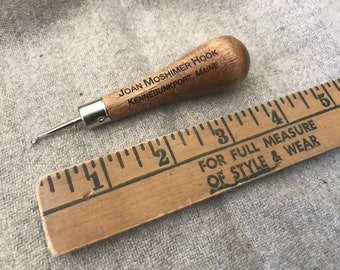 JOAN MOSHIMER HOOK
KENNEBUNKPORT, MAINE
1 2 3 4 5
FOR FULL MEASURE
OF STYLE & WEAR